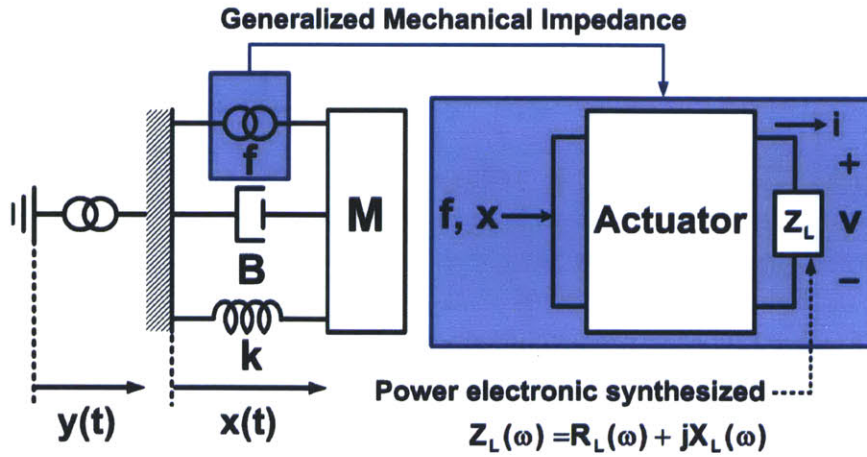 Generalized Mechanical Impedance
f
M
B
k
y(t)
x(t)
f, x
Actuator
i
+
Z_L
v
−
Power electronic synthesized
Z_L(ω) =R_L(ω) + jX_L(ω)